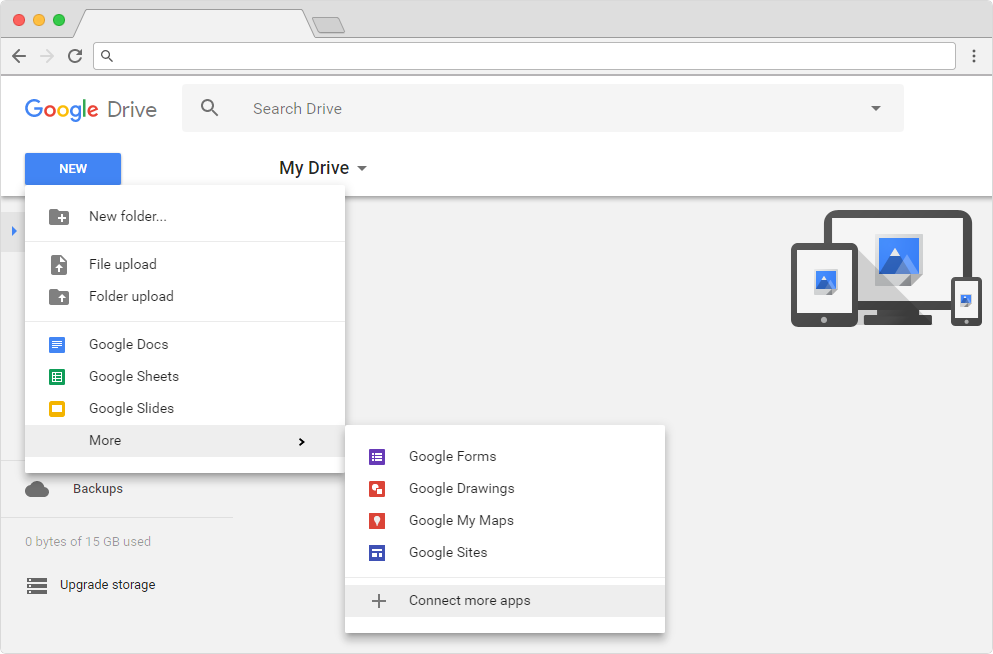 Google Drive
Search Drive
NEW
My Drive
New folder...
File upload
Folder upload
Google Docs
Google Sheets
Google Slides
More
Google Forms
Google Drawings
Google My Maps
Google Sites
Connect more apps
Backups
0 bytes of 15 GB used
Upgrade storage